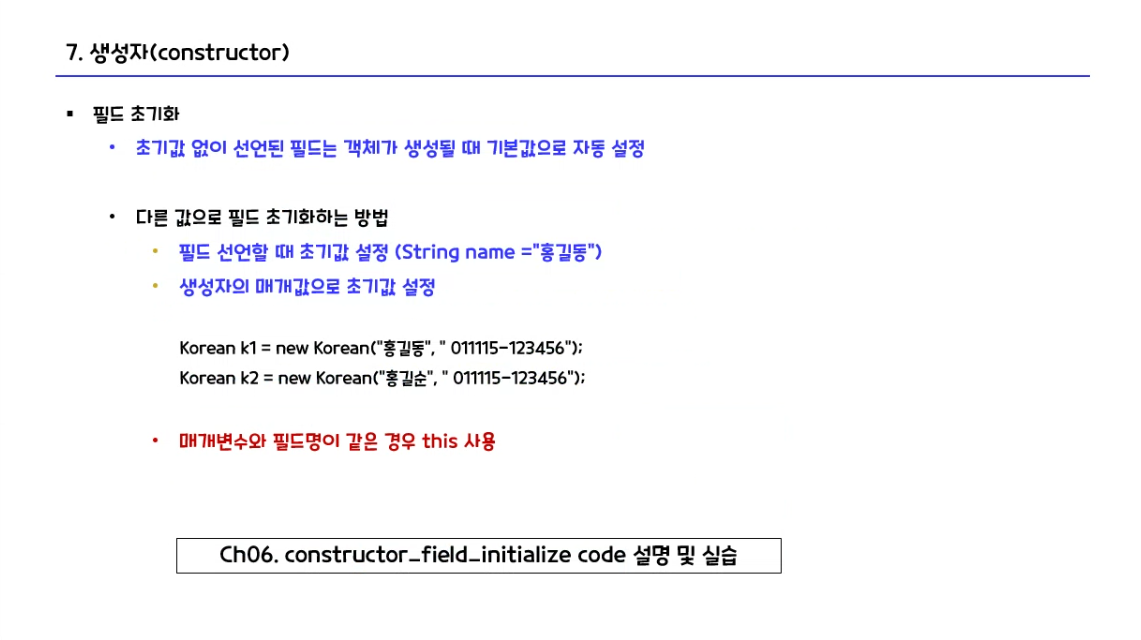 7. 생성자(constructor)
▪ 필드 초기화
• 초기값 없이 선언된 필드는 객체가 생성될 때 기본값으로 자동 설정
• 다른 값으로 필드 초기화하는 방법
• 필드 선언할 때 초기값 설정 (String name ="홍길동")
• 생성자의 매개값으로 초기값 설정
Korean k1 = new Korean("홍길동", " 011115-123456");
Korean k2 = new Korean("홍길순", " 011115-123456");
• 매개변수와 필드명이 같은 경우 this 사용
Ch06. constructor_field_initialize code 설명 및 실습